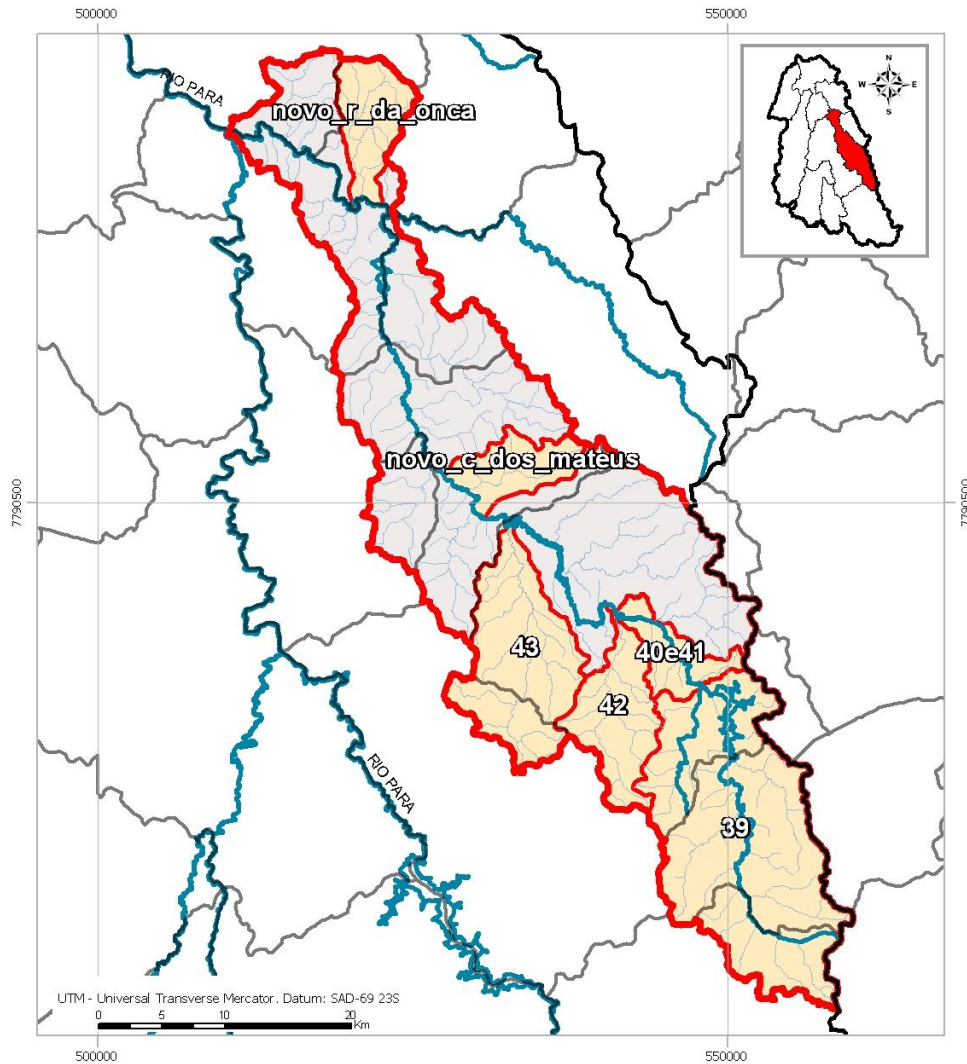 500000
550000
N
W
E
S
RIO PARA
novo_r_da_onca
7790500
7790500
novo_c_dos_mateus
43
40e41
42
RIO PARA
39
UTM - Universal Transverse Mercator. Datum: SAD-69 23S
0
5
10
20
Km
500000
550000